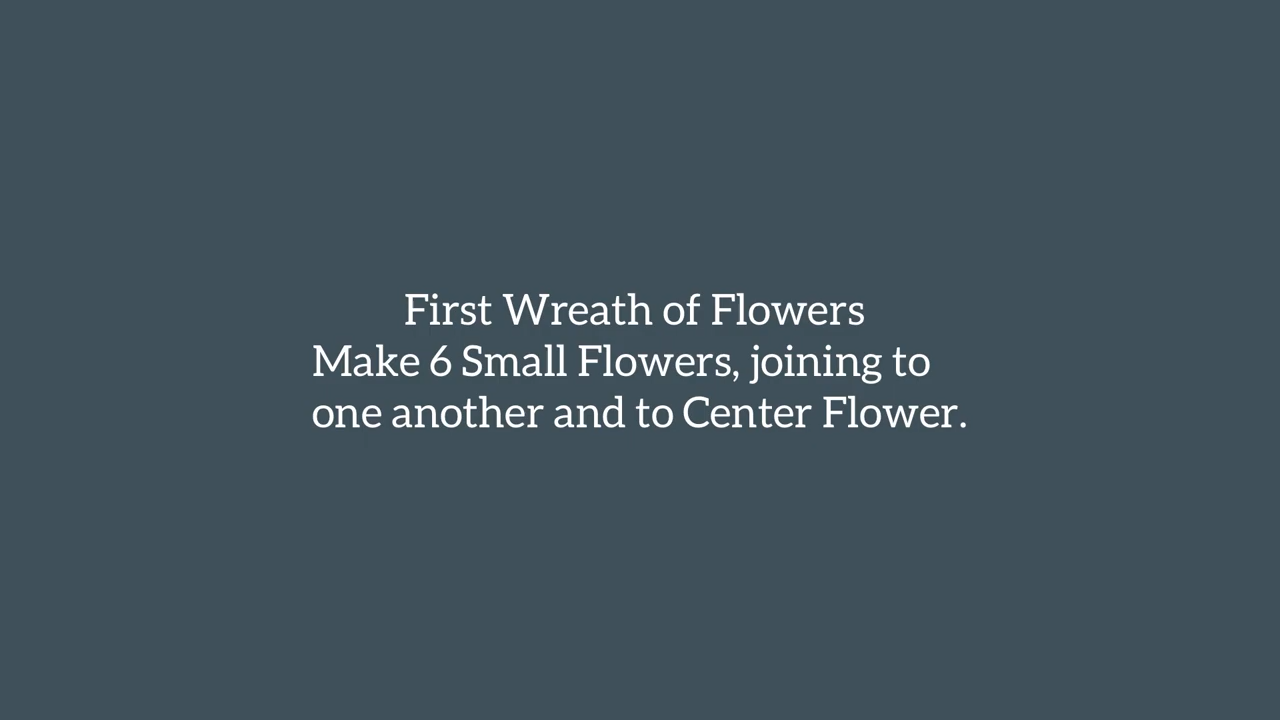 First Wreath of Flowers
Make 6 Small Flowers, joining to
one another and to Center Flower.